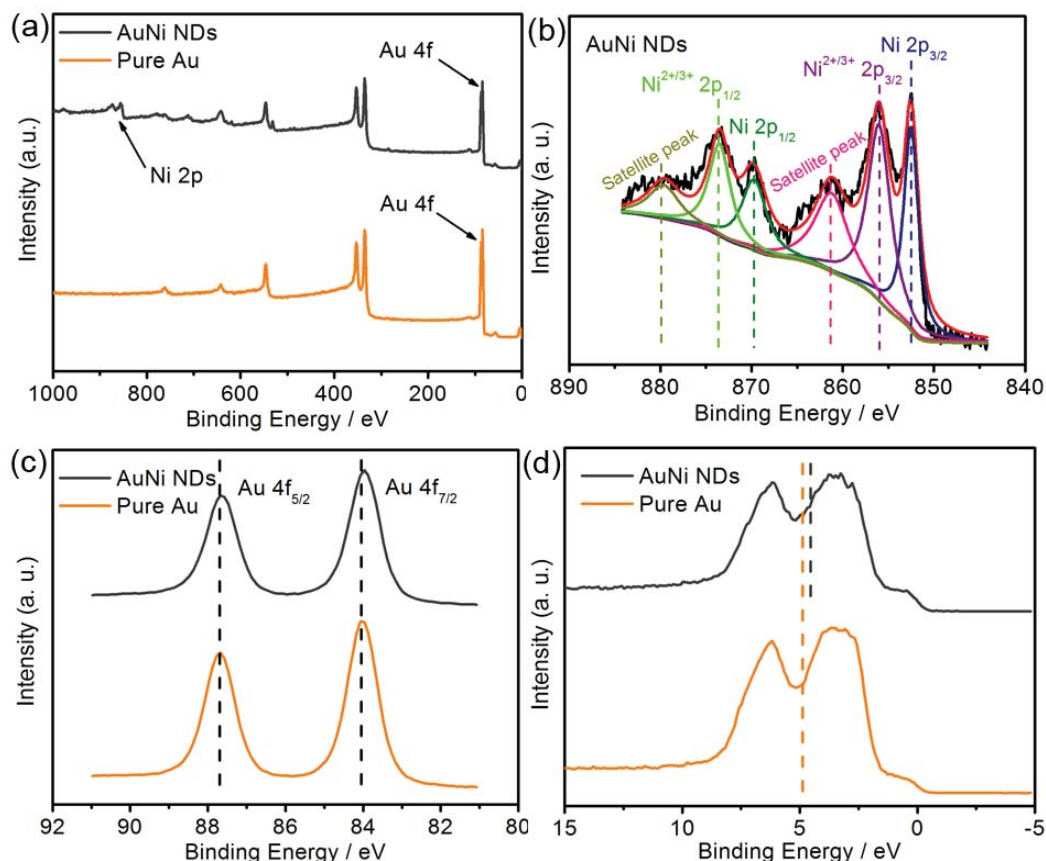 (a)
AuNi NDs
Pure Au
Au 4f
Ni 2p
Au 4f
Intensity (a.u.)
1000 800 600 400 200 0
Binding Energy / eV
(b)
AuNi NDs
Ni 2p3/2
Ni2+/3+ 2p1/2
Ni2+/3+ 2p3/2
Ni 2p1/2
Satellite peak
Satellite peak
Intensity (a. u.)
890 880 870 860 850 840
Binding Energy / eV
(c)
AuNi NDs
Pure Au
Au 4f5/2
Au 4f7/2
Intensity (a. u.)
92 90 88 86 84 82 80
Binding Energy / eV
(d)
AuNi NDs
Pure Au
Intensity (a. u.)
15 10 5 0 -5
Binding Energy / eV